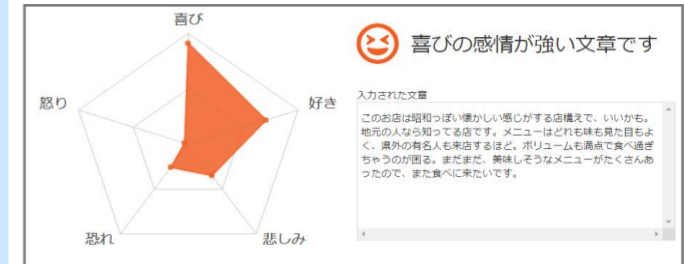 喜び
怒り
好き
恐れ
悲しみ
喜びの感情が強い文章です
入力された文章
このお店は昭和っぽい懐かしい感じがする店構えで、いいかも。
地元の人なら知ってる店です。メニューはどれも味も見た目もよ
く、県外の有名人も来店するほど。ボリュームも満点で食べ過ぎ
ちゃうのが困る。まだまだ、美味しそうなメニューがたくさんあ
ったので、また食べに来たいです。